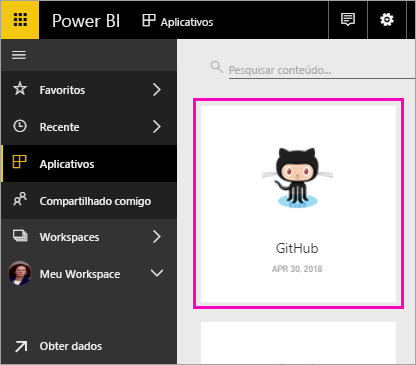 Power BI
Aplicativos
Pesquisar conteúdo...
Favoritos
Recente
Aplicativos
Compartilhado comigo
Workspaces
Meu Workspace
Obter dados
GitHub
APR 30, 2018